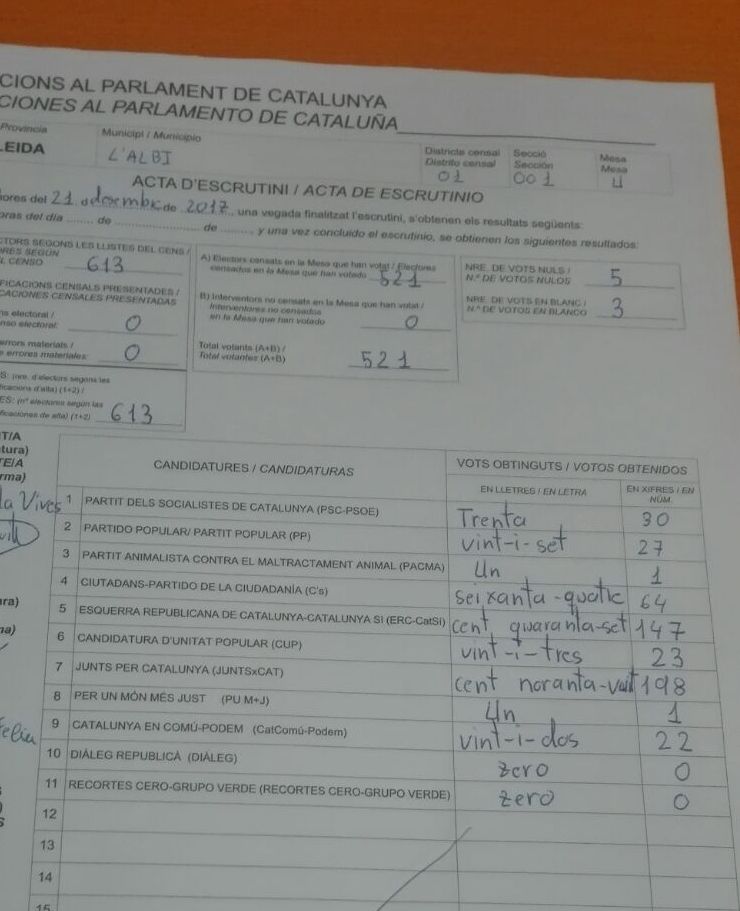 CIONS AL PARLAMENT DE CATALUNYA
CIONES AL PARLAMENTO DE CATALUÑA
Provincia
LEIDA
Municipi / Municipio
L'ALBI
Districte censal
Distrito censal
01
Secció
Sección
001
Mesa
Mesa
U
ACTA D'ESCRUTINI / ACTA DE ESCRUTINIO
iores del 21 de desembre de 2017, una vegada finalitzat l'escrutini, s'obtenen els resultats següents:
oras del día ........ de ........................ de ........, y una vez concluido el escrutinio, se obtienen los siguientes resultados:
CTORS SEGONS LES LLISTES DEL CENS /
RES SEGÚN
L CENSO 613
FICACIONS CENSALS PRESENTADES /
CACIONES CENSALES PRESENTADAS
ns electoral /
nso electoral: 0
errors materials /
e errores materiales: 0
S: (nre. d'electors segons les
ficacions d'alta) (1+2) /
ES: (nº electores según las
ficaciones de alta) (1+2) 613
A) Electors censats en la Mesa que han votat / Electores
censados en la Mesa que han votado 521
B) Interventors no censats en la Mesa que han votat /
Interventores no censados
en la Mesa que han votado 0
Total votants (A+B) /
Total votantes (A+B) 521
NRE. DE VOTS NULS /
N.º DE VOTOS NULOS 5
NRE. DE VOTS EN BLANC /
N.º DE VOTOS EN BLANCO 3
T/A
tura)
TE/A
rma)
la Vives
ara)
na)
CANDIDATURES / CANDIDATURAS
VOTS OBTINGUTS / VOTOS OBTENIDOS
EN LLETRES / EN LETRA
EN XIFRES / EN NÚM.
1 PARTIT DELS SOCIALISTES DE CATALUNYA (PSC-PSOE) Trenta 30
2 PARTIDO POPULAR/ PARTIT POPULAR (PP) vint-i-set 27
3 PARTIT ANIMALISTA CONTRA EL MALTRACTAMENT ANIMAL (PACMA) Un 1
4 CIUTADANS-PARTIDO DE LA CIUDADANÍA (C's) seixanta-quatre 64
5 ESQUERRA REPUBLICANA DE CATALUNYA-CATALUNYA SÍ (ERC-CatSí) cent quaranta-set 147
6 CANDIDATURA D'UNITAT POPULAR (CUP) vint-i-tres 23
7 JUNTS PER CATALUNYA (JUNTSxCAT) cent noranta-vuit 198
8 PER UN MÓN MÉS JUST (PU M+J) Un 1
9 CATALUNYA EN COMÚ-PODEM (CatComú-Podem) vint-i-dos 22
10 DIÀLEG REPUBLICÀ (DIÀLEG) zero 0
11 RECORTES CERO-GRUPO VERDE (RECORTES CERO-GRUPO VERDE) zero 0
12
13
14
15